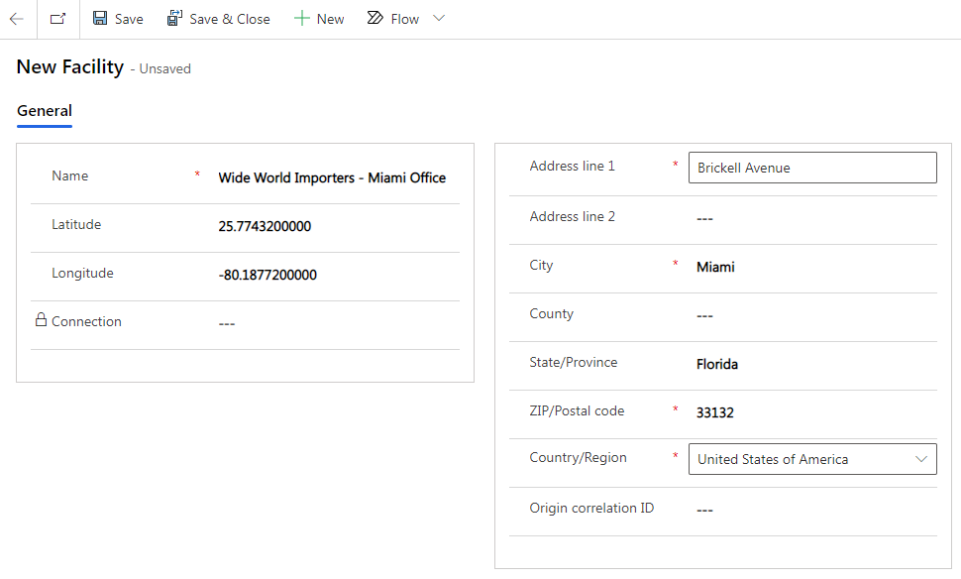 Save Save & Close New Flow
New Facility - Unsaved
General
Name * Wide World Importers - Miami Office
Latitude 25.7743200000
Longitude -80.1877200000
Connection ---
Address line 1 * Brickell Avenue
Address line 2 ---
City * Miami
County ---
State/Province Florida
ZIP/Postal code * 33132
Country/Region * United States of America
Origin correlation ID ---